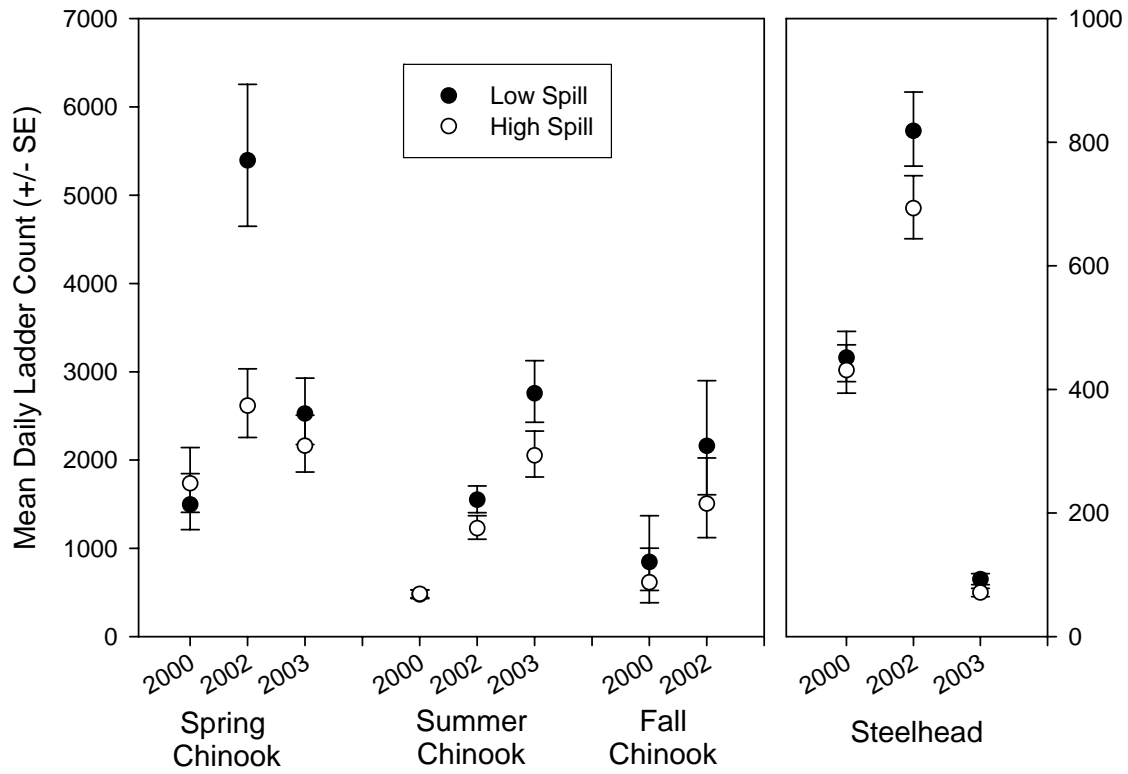 Mean Daily Ladder Count (+/- SE)
7000
6000
5000
4000
3000
2000
1000
0
Low Spill
High Spill
1000
800
600
400
200
0
2000 2002 2003 2000 2002 2003 2000 2002 2000 2002 2003
Spring
Chinook
Summer
Chinook
Fall
Chinook
Steelhead